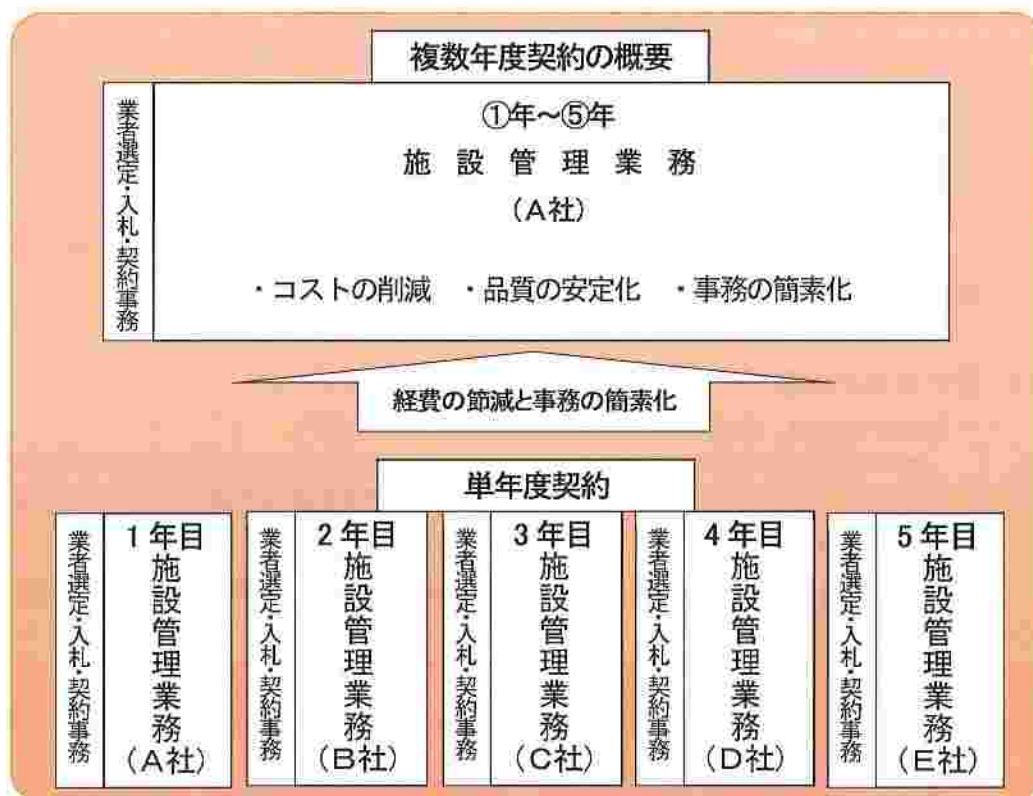 複数年度契約の概要
業者選定・入札・契約事務
①年～⑤年
施設管理業務
(A社)
・コストの削減 ・品質の安定化 ・事務の簡素化
経費の節減と事務の簡素化
単年度契約
業者選定・入札・契約事務
1年目
施設管理業務
(A社)
業者選定・入札・契約事務
2年目
施設管理業務
(B社)
業者選定・入札・契約事務
3年目
施設管理業務
(C社)
業者選定・入札・契約事務
4年目
施設管理業務
(D社)
業者選定・入札・契約事務
5年目
施設管理業務
(E社)